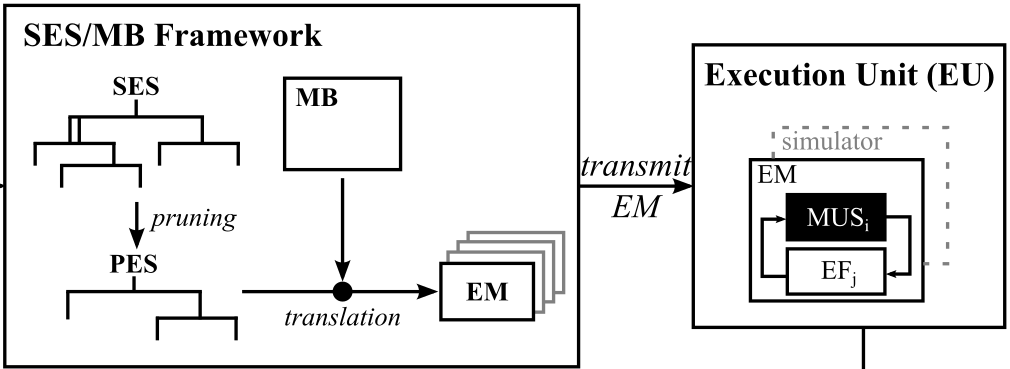 SES/MB Framework
SES
MB
pruning
PES
translation
EM
transmit
EM
Execution Unit (EU)
simulator
EM
MUSi
EFj